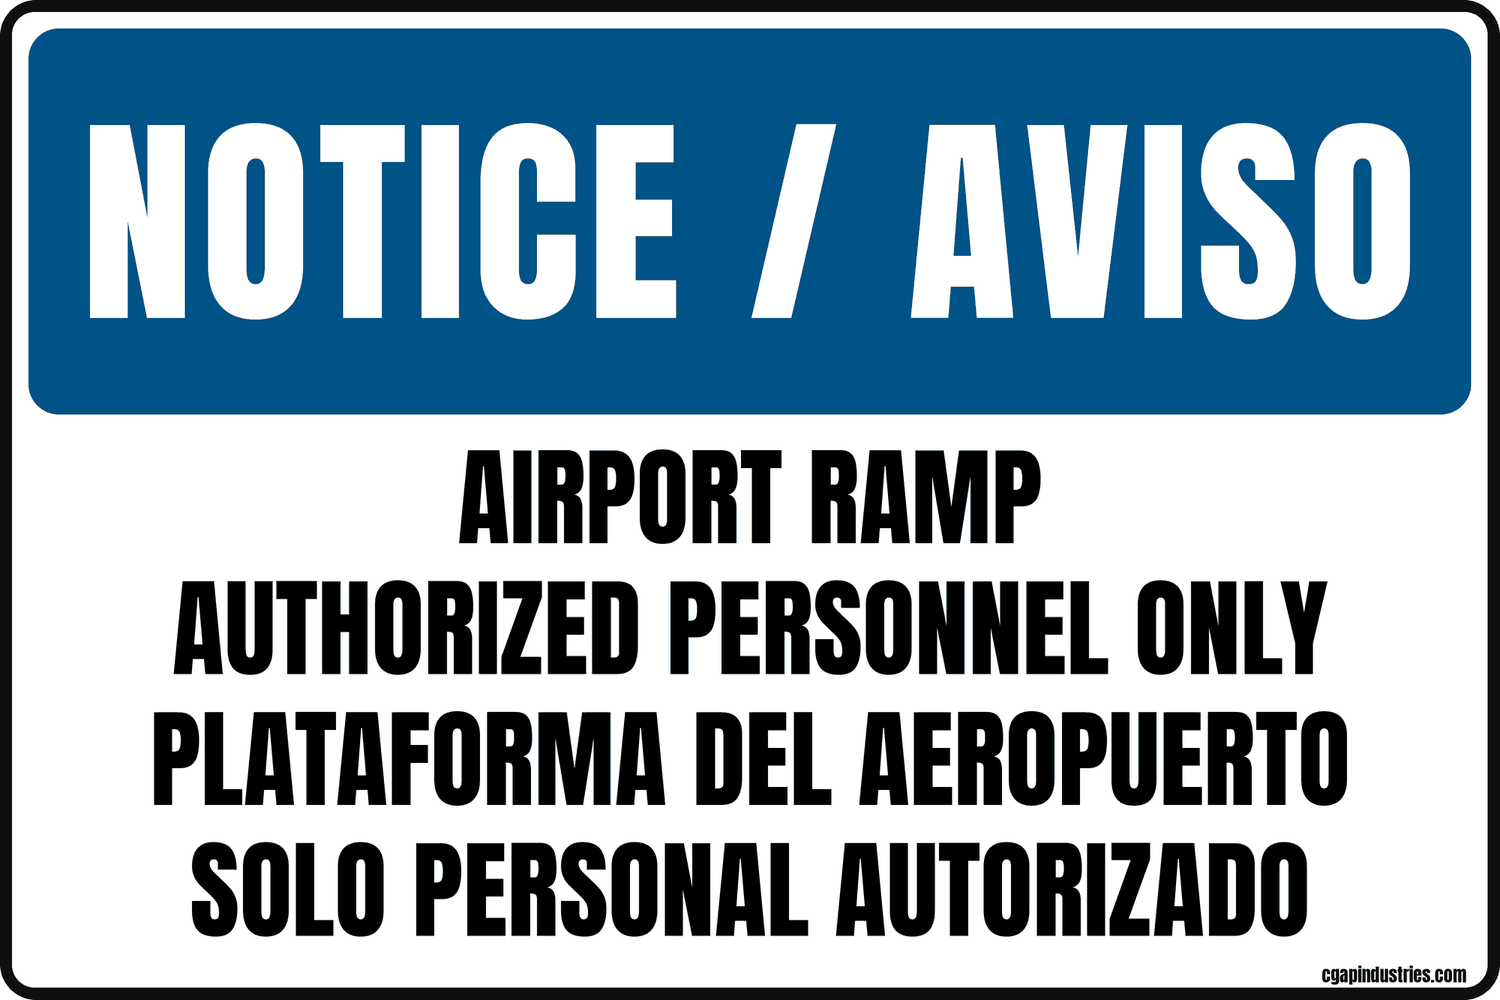 NOTICE / AVISO
AIRPORT RAMP
AUTHORIZED PERSONNEL ONLY
PLATAFORMA DEL AEROPUERTO
SOLO PERSONAL AUTORIZADO
cgapindustries.com